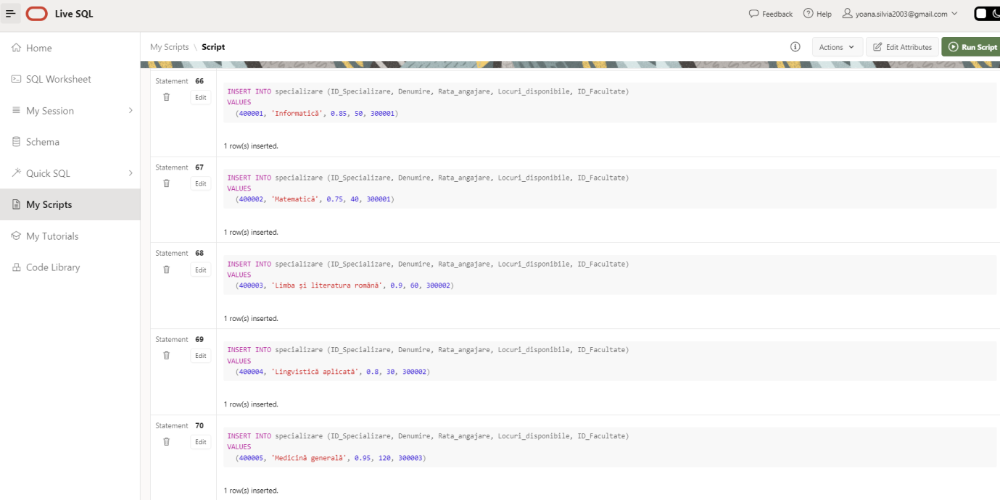 Live SQL
Feedback
Help
yoana.silvia2003@gmail.com
Home
SQL Worksheet
My Session
Schema
Quick SQL
My Scripts
My Tutorials
Code Library
My Scripts \ Script
Actions
Edit Attributes
Run Script
Statement 66
Edit
INSERT INTO specializare (ID_Specializare, Denumire, Rata_angajare, Locuri_disponibile, ID_Facultate)
VALUES
(400001, 'Informatică', 0.85, 50, 300001)
1 row(s) inserted.
Statement 67
Edit
INSERT INTO specializare (ID_Specializare, Denumire, Rata_angajare, Locuri_disponibile, ID_Facultate)
VALUES
(400002, 'Matematică', 0.75, 40, 300001)
1 row(s) inserted.
Statement 68
Edit
INSERT INTO specializare (ID_Specializare, Denumire, Rata_angajare, Locuri_disponibile, ID_Facultate)
VALUES
(400003, 'Limba și literatura română', 0.9, 60, 300002)
1 row(s) inserted.
Statement 69
Edit
INSERT INTO specializare (ID_Specializare, Denumire, Rata_angajare, Locuri_disponibile, ID_Facultate)
VALUES
(400004, 'Lingvistică aplicată', 0.8, 30, 300002)
1 row(s) inserted.
Statement 70
Edit
INSERT INTO specializare (ID_Specializare, Denumire, Rata_angajare, Locuri_disponibile, ID_Facultate)
VALUES
(400005, 'Medicină generală', 0.95, 120, 300003)
1 row(s) inserted.